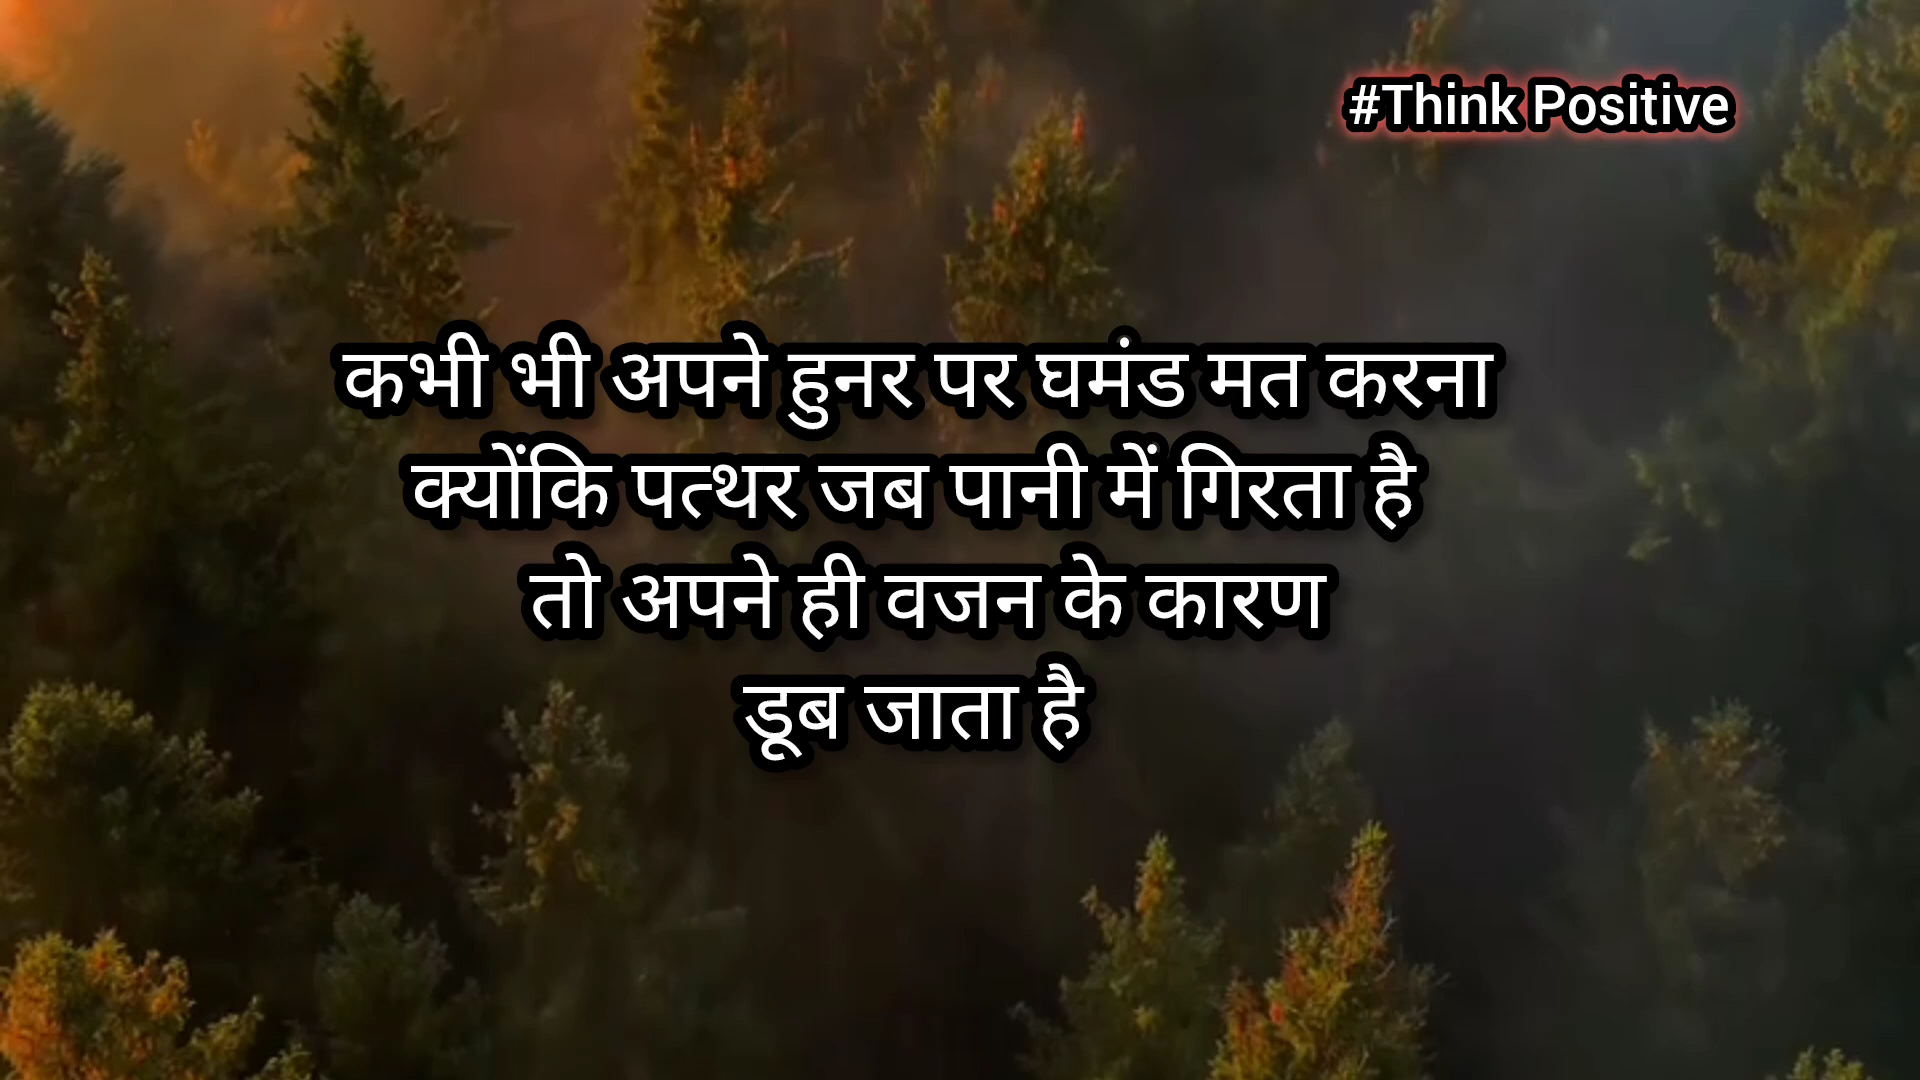 #Think Positive
कभी भी अपने हुनर पर घमंड मत करना
क्योंकि पत्थर जब पानी में गिरता है
तो अपने ही वजन के कारण
डूब जाता है